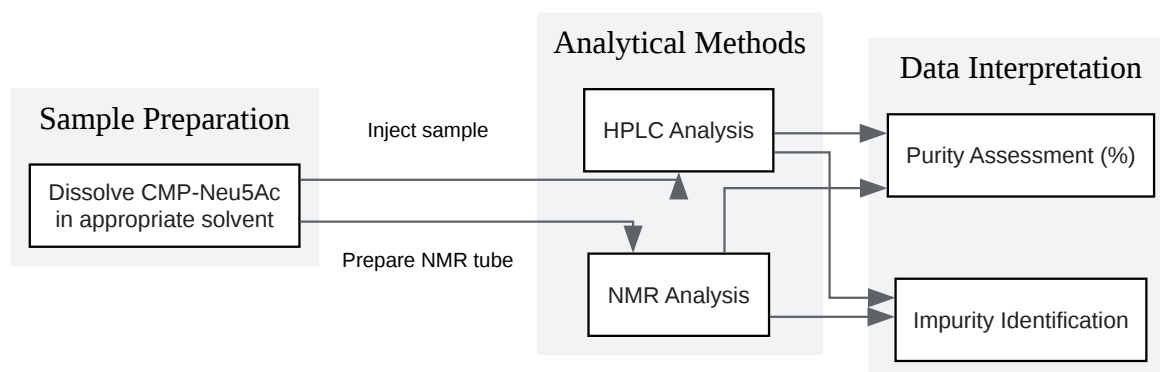 Sample Preparation
Dissolve CMP-Neu5Ac
in appropriate solvent
Inject sample
Prepare NMR tube
Analytical Methods
HPLC Analysis
NMR Analysis
Data Interpretation
Purity Assessment (%)
Impurity Identification